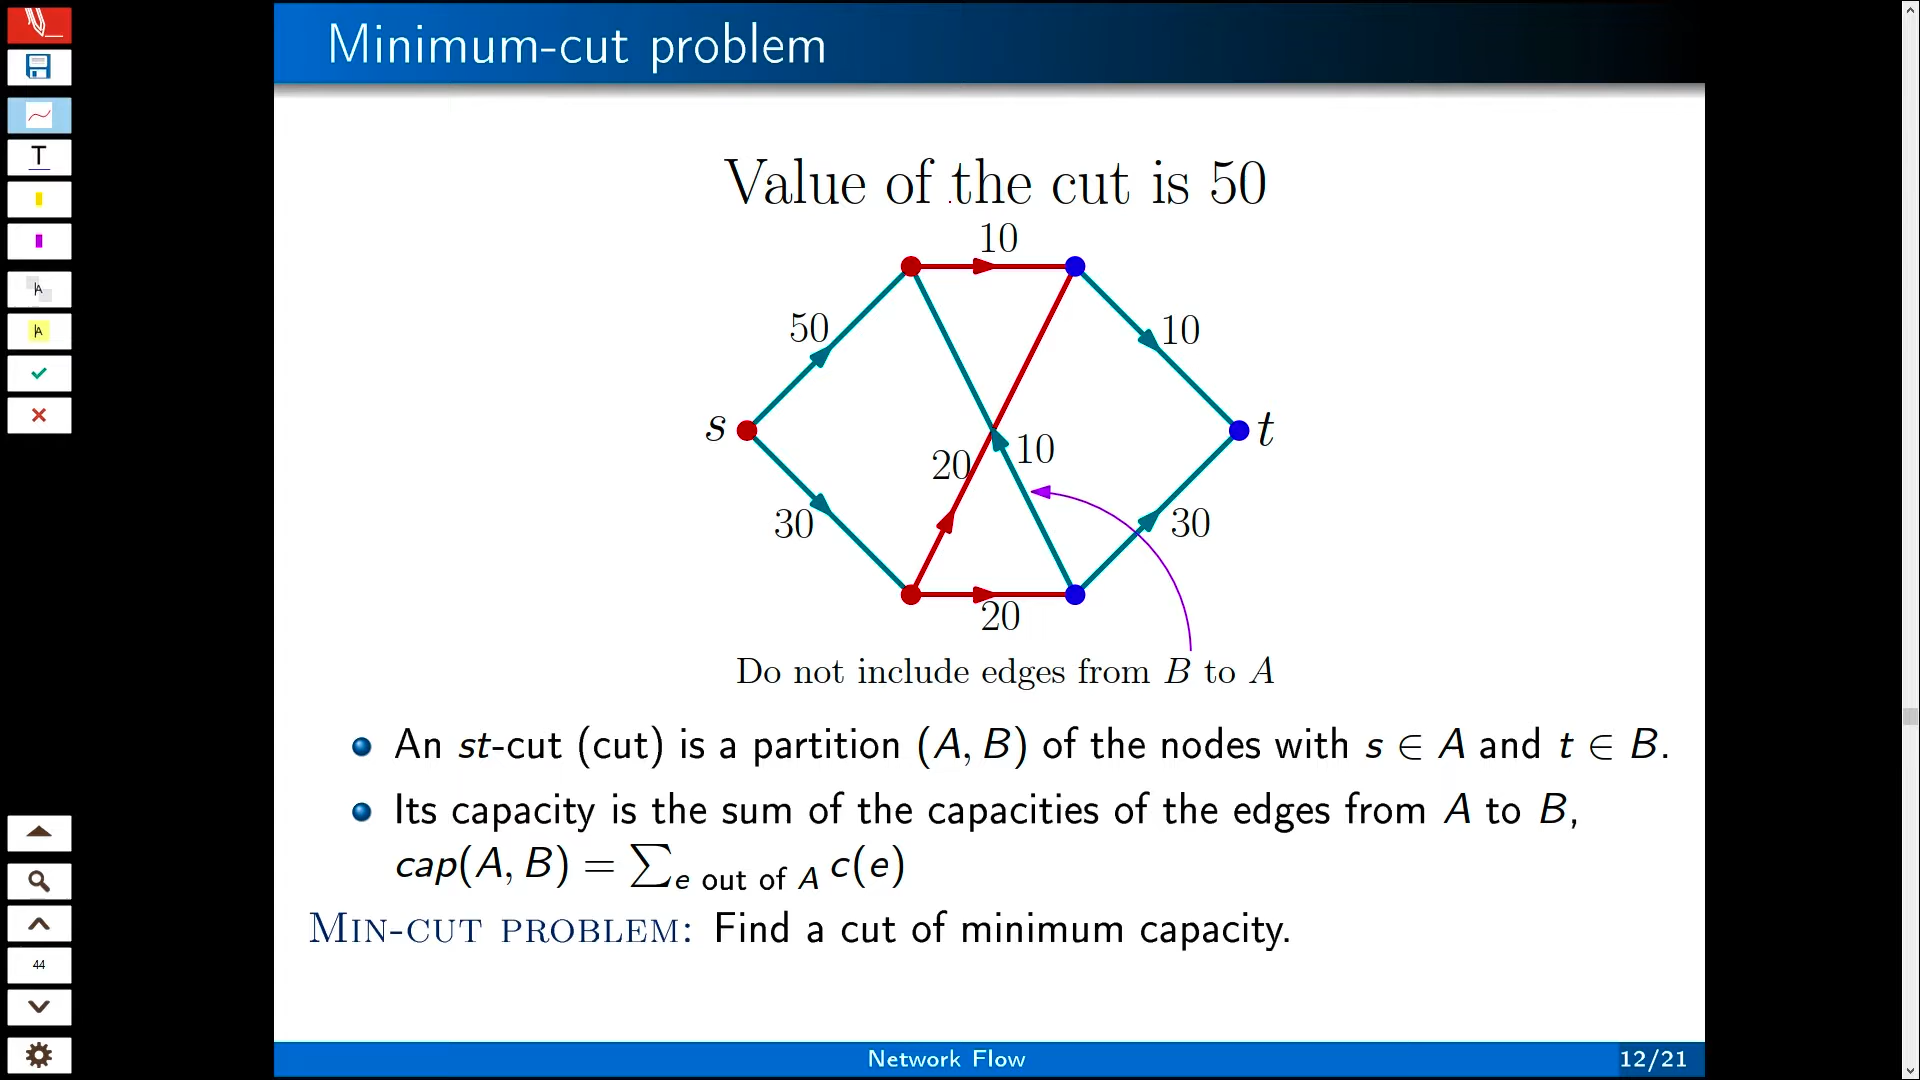 Minimum-cut problem
Value of the cut is 50
10
50
10
s
t
20
10
30
30
20
Do not include edges from B to A
An st-cut (cut) is a partition (A, B) of the nodes with s ∈ A and t ∈ B.
Its capacity is the sum of the capacities of the edges from A to B,
cap(A, B) = ∑e out of A c(e)
MIN-CUT PROBLEM: Find a cut of minimum capacity.
Network Flow
12/21
T
A
A
44